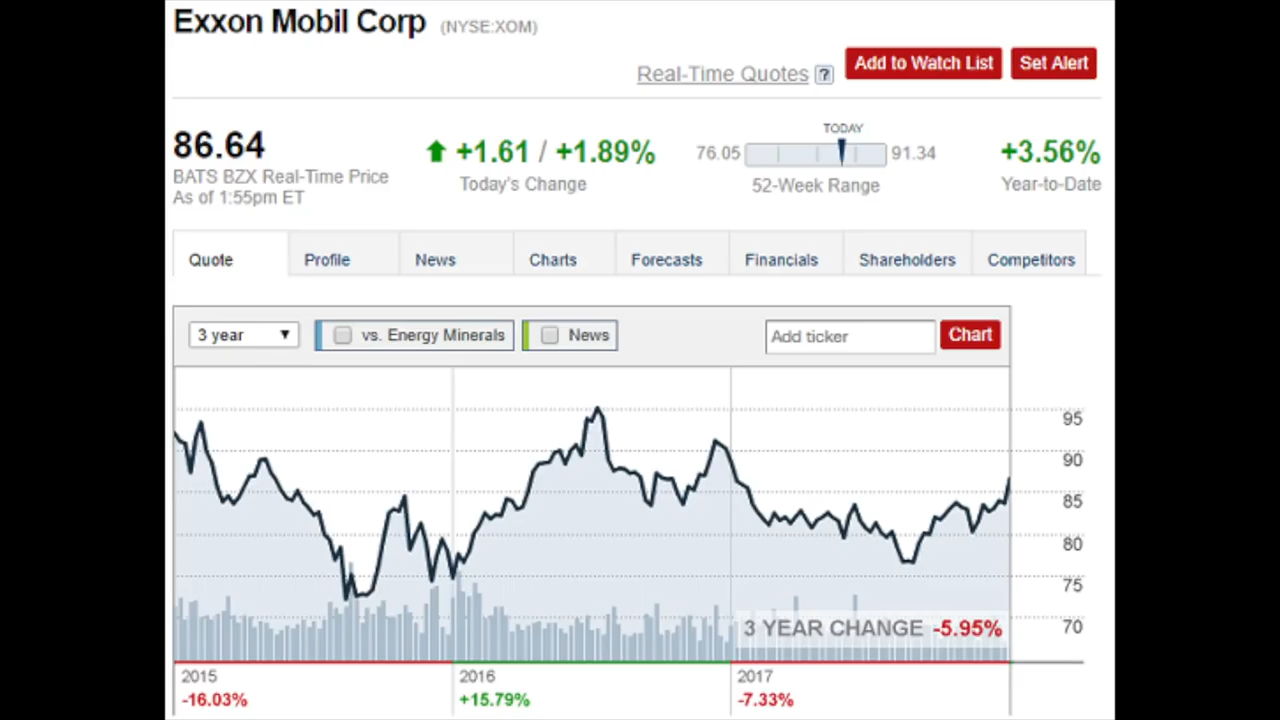 Exxon Mobil Corp (NYSE:XOM)
Real-Time Quotes ? Add to Watch List Set Alert
86.64
BATS BZX Real-Time Price
As of 1:55pm ET
+1.61 / +1.89%
Today's Change
TODAY
76.05 91.34
52-Week Range
+3.56%
Year-to-Date
Quote Profile News Charts Forecasts Financials Shareholders Competitors
3 year vs. Energy Minerals News Add ticker Chart
95
90
85
80
75
70
3 YEAR CHANGE -5.95%
2015 2016 2017
-16.03% +15.79% -7.33%